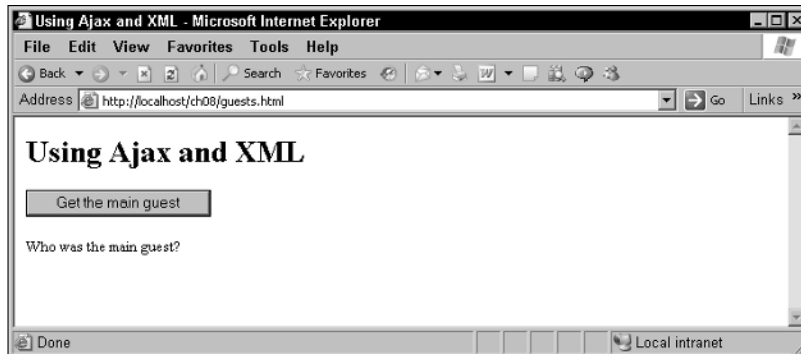 Using Ajax and XML - Microsoft Internet Explorer
File Edit View Favorites Tools Help
Back Search Favorites W
Address http://localhost/ch08/guests.html Go Links »
Using Ajax and XML
Get the main guest
Who was the main guest?
Done Local intranet